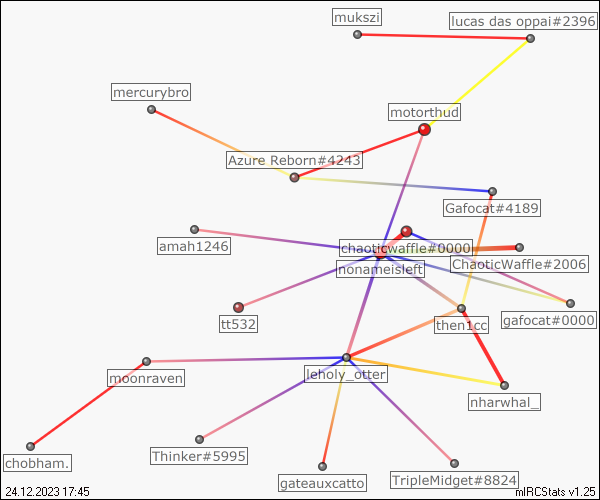 mukszi
lucas das oppai#2396
mercurybro
motorthud
Azure Reborn#4243
Gafocat#4189
amah1246
chaoticwaffle#0000
ChaoticWaffle#2006
nonameisleft
tt532
then1cc
gafocat#0000
moonraven
leholy_otter
nharwhal_
chobham.
Thinker#5995
gateauxcatto
TripleMidget#8824
24.12.2023 17:45
mIRCStats v1.25